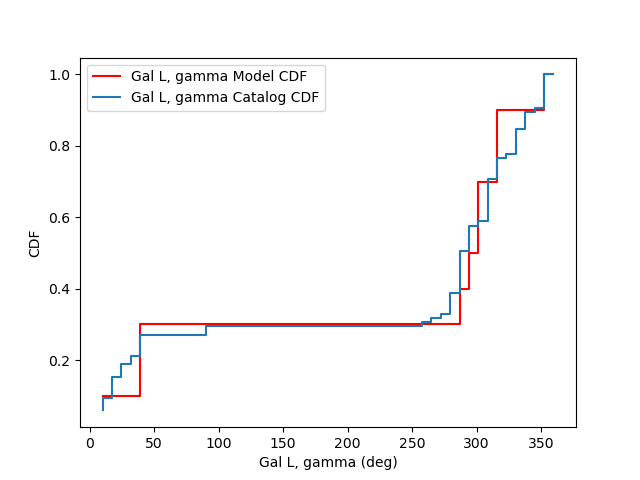 Gal L, gamma Model CDF
Gal L, gamma Catalog CDF
1.0
0.8
0.6
0.4
0.2
CDF
0 50 100 150 200 250 300 350
Gal L, gamma (deg)